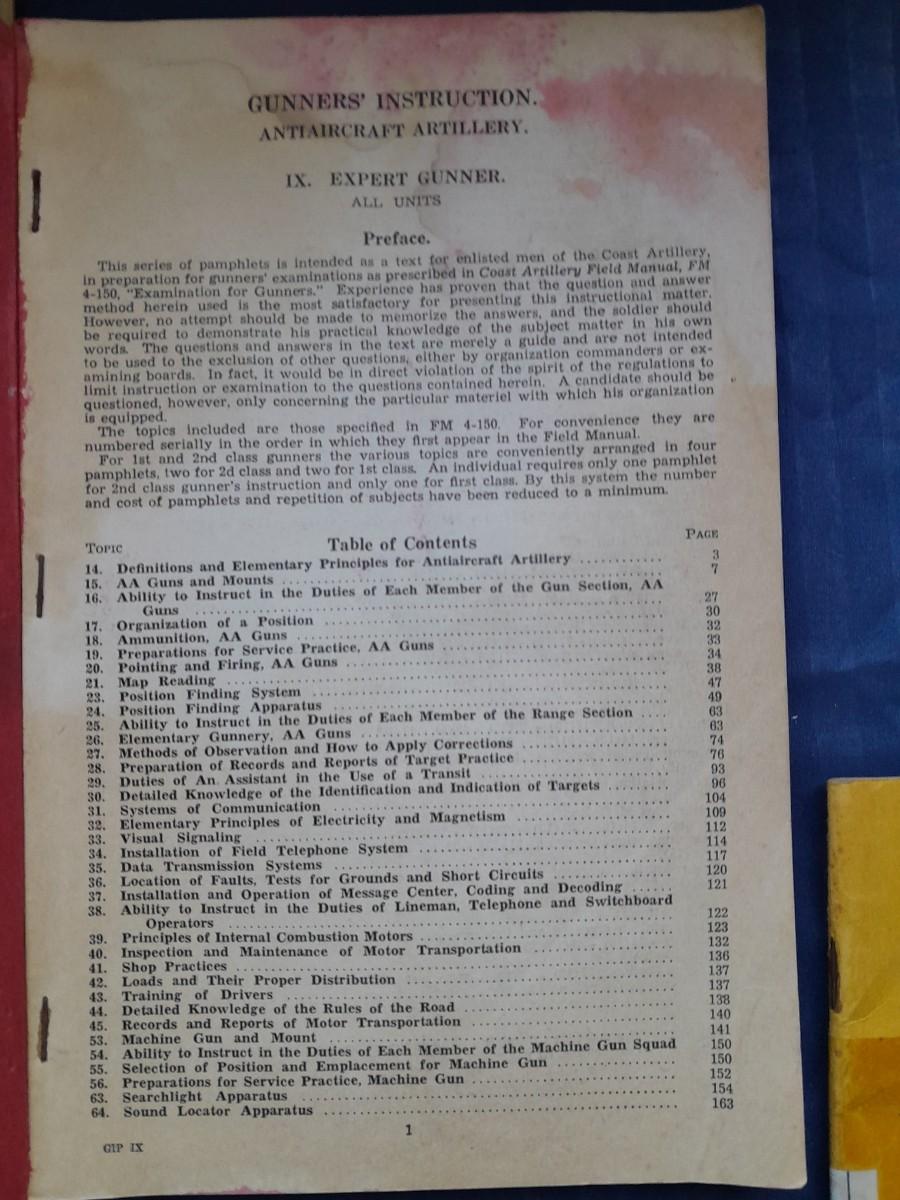 GUNNERS' INSTRUCTION.
ANTIAIRCRAFT ARTILLERY.
IX. EXPERT GUNNER.
ALL UNITS
Preface.
This series of pamphlets is intended as a text for enlisted men of the Coast Artillery,
in preparation for gunners' examinations as prescribed in Coast Artillery Field Manual, FM
4-150, "Examination for Gunners." Experience has proven that the question and answer
method herein used is the most satisfactory for presenting this instructional matter.
However, no attempt should be made to memorize the answers, and the soldier should
be required to demonstrate his practical knowledge of the subject matter in his own
words. The questions and answers in the text are merely a guide and are not intended
to be used to the exclusion of other questions, either by organization commanders or ex-
amining boards. In fact, it would be in direct violation of the spirit of the regulations to
limit instruction or examination to the questions contained herein. A candidate should be
questioned, however, only concerning the particular materiel with which his organization
is equipped.
The topics included are those specified in FM 4-150. For convenience they are
numbered serially in the order in which they first appear in the Field Manual.
For 1st and 2nd class gunners the various topics are conveniently arranged in four
pamphlets, two for 2d class and two for 1st class. An individual requires only one pamphlet
for 2nd class gunner's instruction and only one for first class. By this system the number
and cost of pamphlets and repetition of subjects have been reduced to a minimum.
TOPIC Table of Contents PAGE
14. Definitions and Elementary Principles for Antiaircraft Artillery ............ 3
15. AA Guns and Mounts ............ 7
16. Ability to Instruct in the Duties of Each Member of the Gun Section, AA
Guns ............ 27
17. Organization of a Position ............ 30
18. Ammunition, AA Guns ............ 32
19. Preparations for Service Practice, AA Guns ............ 33
20. Pointing and Firing, AA Guns ............ 34
21. Map Reading ............ 38
23. Position Finding System ............ 47
24. Position Finding Apparatus ............ 49
25. Ability to Instruct in the Duties of Each Member of the Range Section .... 63
26. Elementary Gunnery, AA Guns ............ 63
27. Methods of Observation and How to Apply Corrections ............ 74
28. Preparation of Records and Reports of Target Practice ............ 76
29. Duties of An Assistant in the Use of a Transit ............ 93
30. Detailed Knowledge of the Identification and Indication of Targets ......... 96
31. Systems of Communication ............ 104
32. Elementary Principles of Electricity and Magnetism ............ 109
33. Visual Signaling ............ 112
34. Installation of Field Telephone System ............ 114
35. Data Transmission Systems ............ 117
36. Location of Faults, Tests for Grounds and Short Circuits ............ 120
37. Installation and Operation of Message Center, Coding and Decoding ...... 121
38. Ability to Instruct in the Duties of Lineman, Telephone and Switchboard
Operators ............ 122
39. Principles of Internal Combustion Motors ............ 123
40. Inspection and Maintenance of Motor Transportation ............ 132
41. Shop Practices ............ 136
42. Loads and Their Proper Distribution ............ 137
43. Training of Drivers ............ 137
44. Detailed Knowledge of the Rules of the Road ............ 138
45. Records and Reports of Motor Transportation ............ 140
53. Machine Gun and Mount ............ 141
54. Ability to Instruct in the Duties of Each Member of the Machine Gun Squad 150
55. Selection of Position and Emplacement for Machine Gun ............ 150
56. Preparations for Service Practice, Machine Gun ............ 152
63. Searchlight Apparatus ............ 154
64. Sound Locator Apparatus ............ 163
1
GIP IX